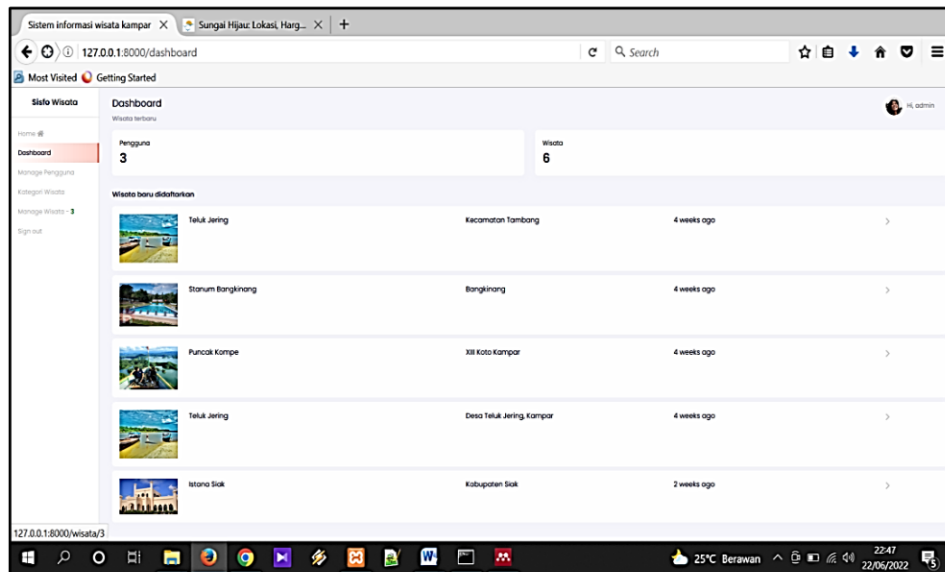 Sistem informasi wisata kampar
Sungai Hijau: Lokasi, Harg...
127.0.0.1:8000/dashboard
Search
Most Visited Getting Started
Sisfo Wisata
Home
Dashboard
Manage Pengguna
Kategori Wisata
Manage Wisata - 3
Sign out
Dashboard
Wisata terbaru
Hi, admin
Pengguna
3
Wisata
6
Wisata baru didaftarkan
Teluk Jering Kecamatan Tambang 4 weeks ago
Stanum Bangkinang Bangkinang 4 weeks ago
Puncak Kompe XIII Koto Kampar 4 weeks ago
Teluk Jering Desa Teluk Jering, Kampar 4 weeks ago
Istana Siak Kabupaten Siak 2 weeks ago
127.0.0.1:8000/wisata/3
25°C Berawan
22:47
22/06/2022
5